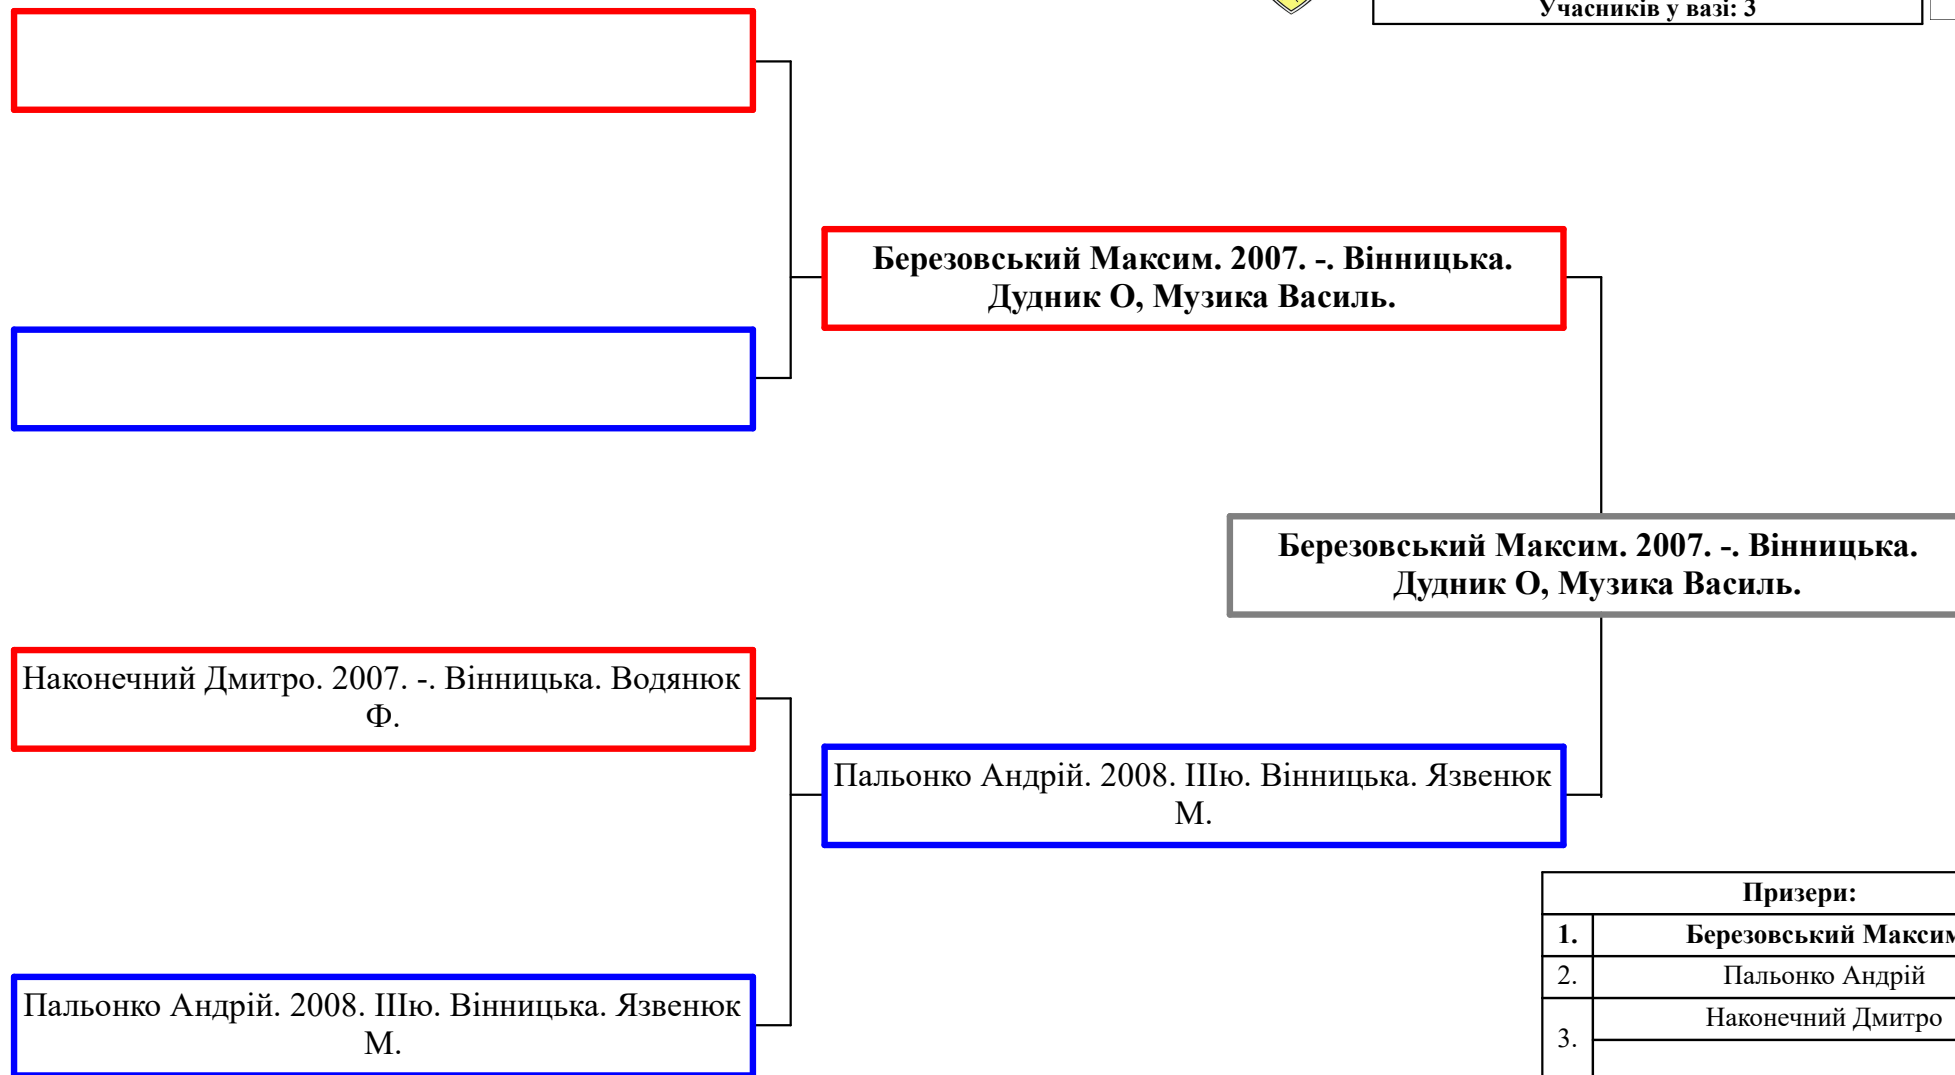 Учасників у вазі: 3
Березовський Максим. 2007. -. Вінницька.
Дудник О, Музика Василь.
Березовський Максим. 2007. -. Вінницька.
Дудник О, Музика Василь.
Наконечний Дмитро. 2007. -. Вінницька. Водянюк
Ф.
Пальонко Андрій. 2008. ІІІю. Вінницька. Язвенюк
М.
Пальонко Андрій. 2008. ІІІю. Вінницька. Язвенюк
М.
Призери:
1. Березовський Максим
2. Пальонко Андрій
3. Наконечний Дмитро